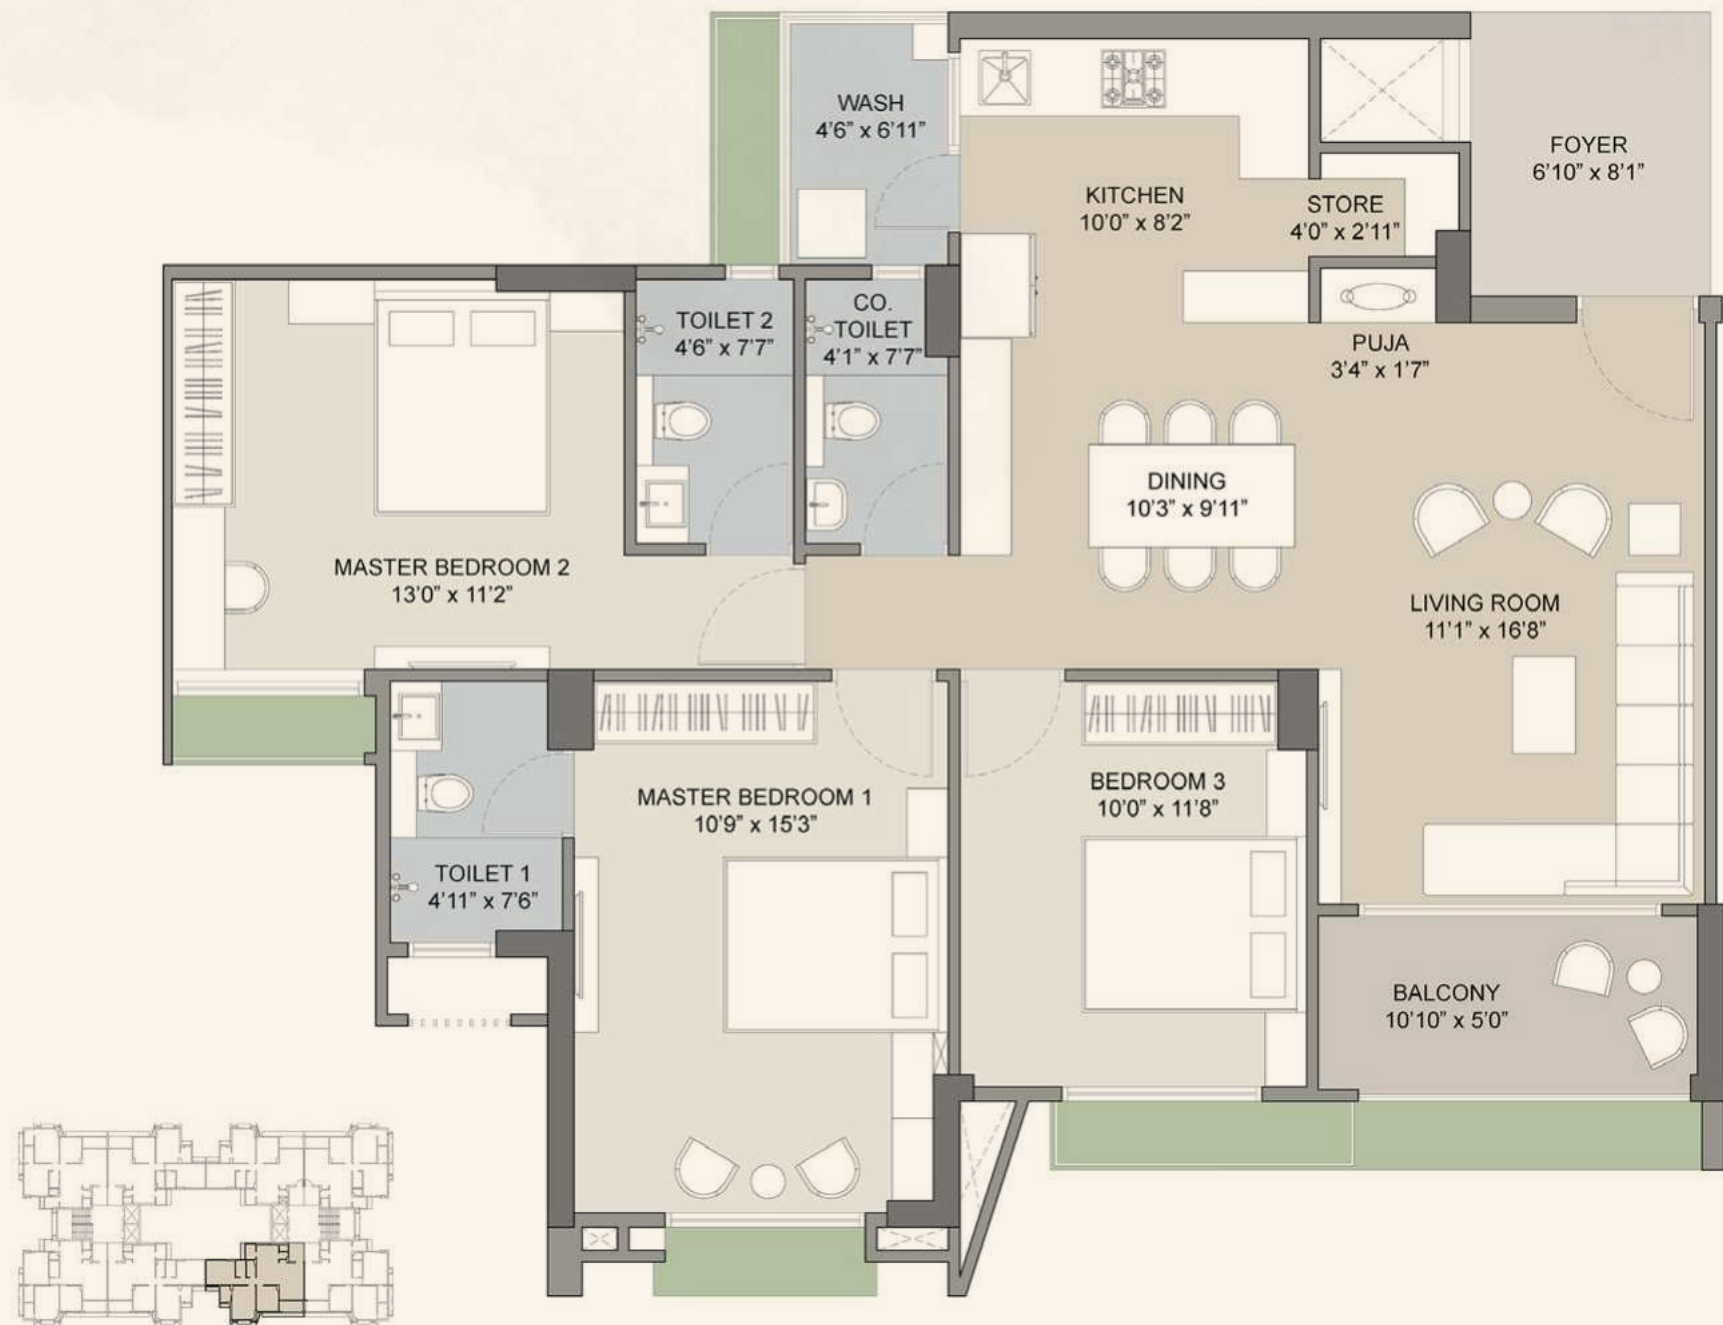 WASH
4'6" x 6'11"
FOYER
6'10" x 8'1"
KITCHEN
10'0" x 8'2"
STORE
4'0" x 2'11"
TOILET 2
4'6" x 7'7"
CO.
TOILET
4'1" x 7'7"
PUJA
3'4" x 1'7"
DINING
10'3" x 9'11"
MASTER BEDROOM 2
13'0" x 11'2"
LIVING ROOM
11'1" x 16'8"
MASTER BEDROOM 1
10'9" x 15'3"
BEDROOM 3
10'0" x 11'8"
TOILET 1
4'11" x 7'6"
BALCONY
10'10" x 5'0"